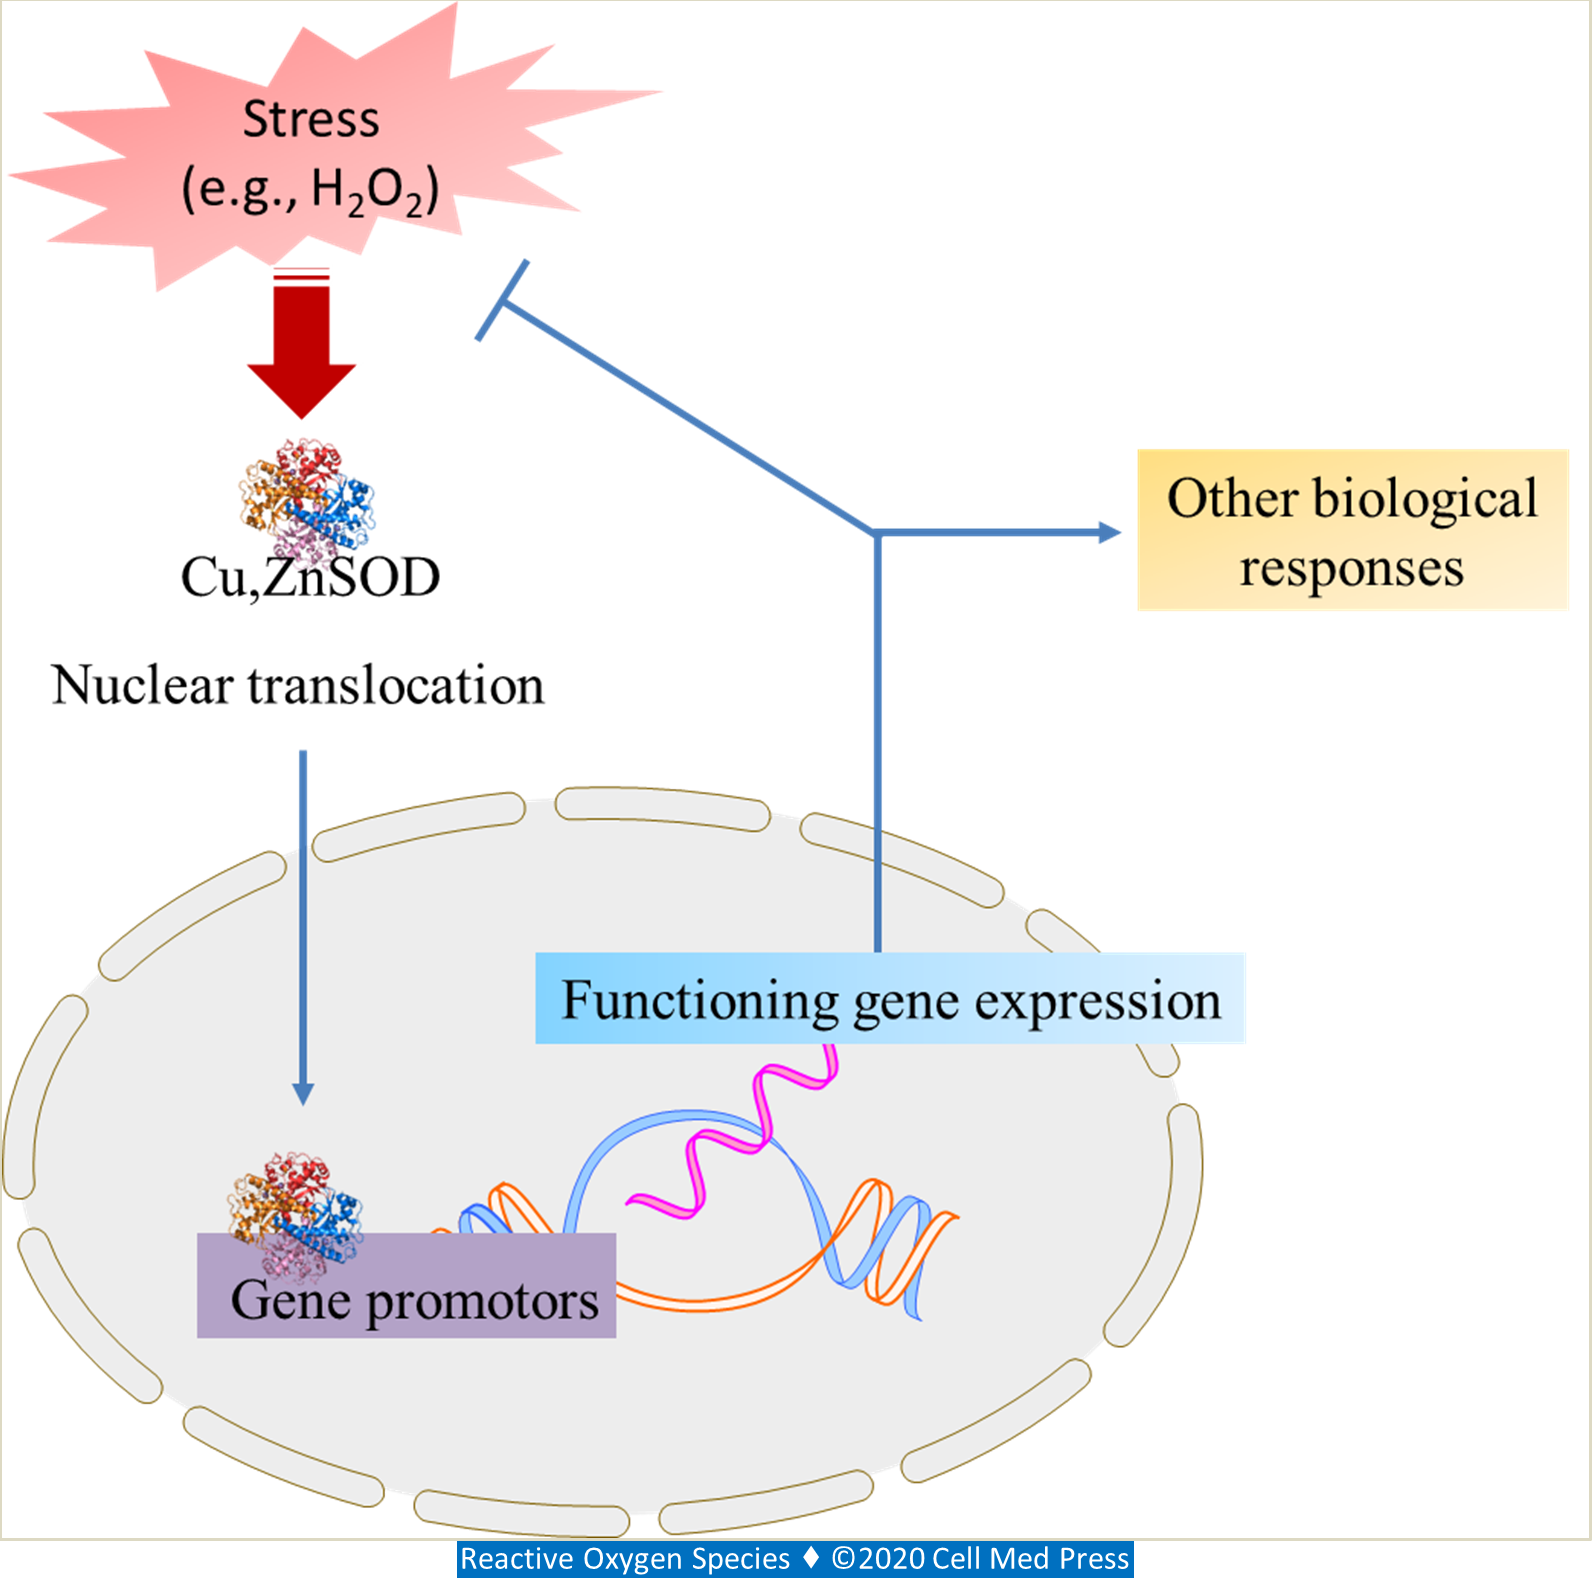 Stress
(e.g., H₂O₂)
Cu,ZnSOD
Nuclear translocation
Other biological
responses
Functioning gene expression
Gene promotors
Reactive Oxygen Species ♦ ©2020 Cell Med Press